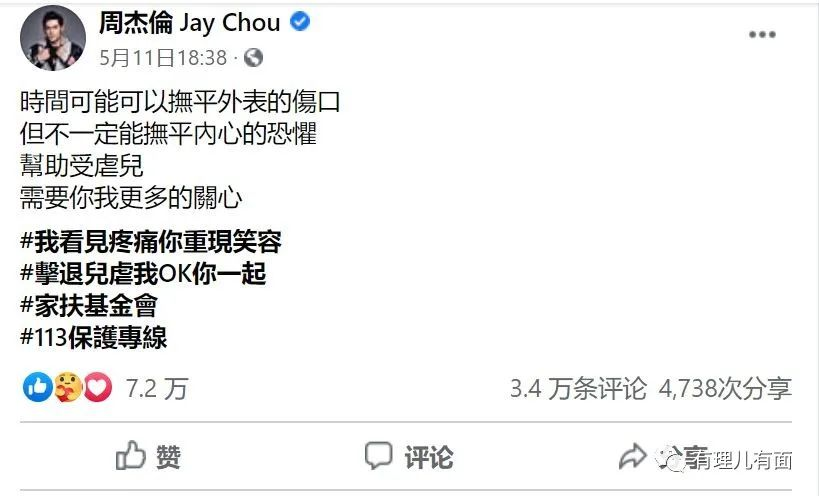 周杰倫 Jay Chou
5月11日18:38 ·
時間可能可以撫平外表的傷口
但不一定能撫平內心的恐懼
幫助受虐兒
需要你我更多的關心
#我看見疼痛你重現笑容
#擊退兒虐我OK你一起
#家扶基金會
#113保護專線
7.2 万 3.4 万条评论 4,738次分享
赞 评论 分享
有理儿有面